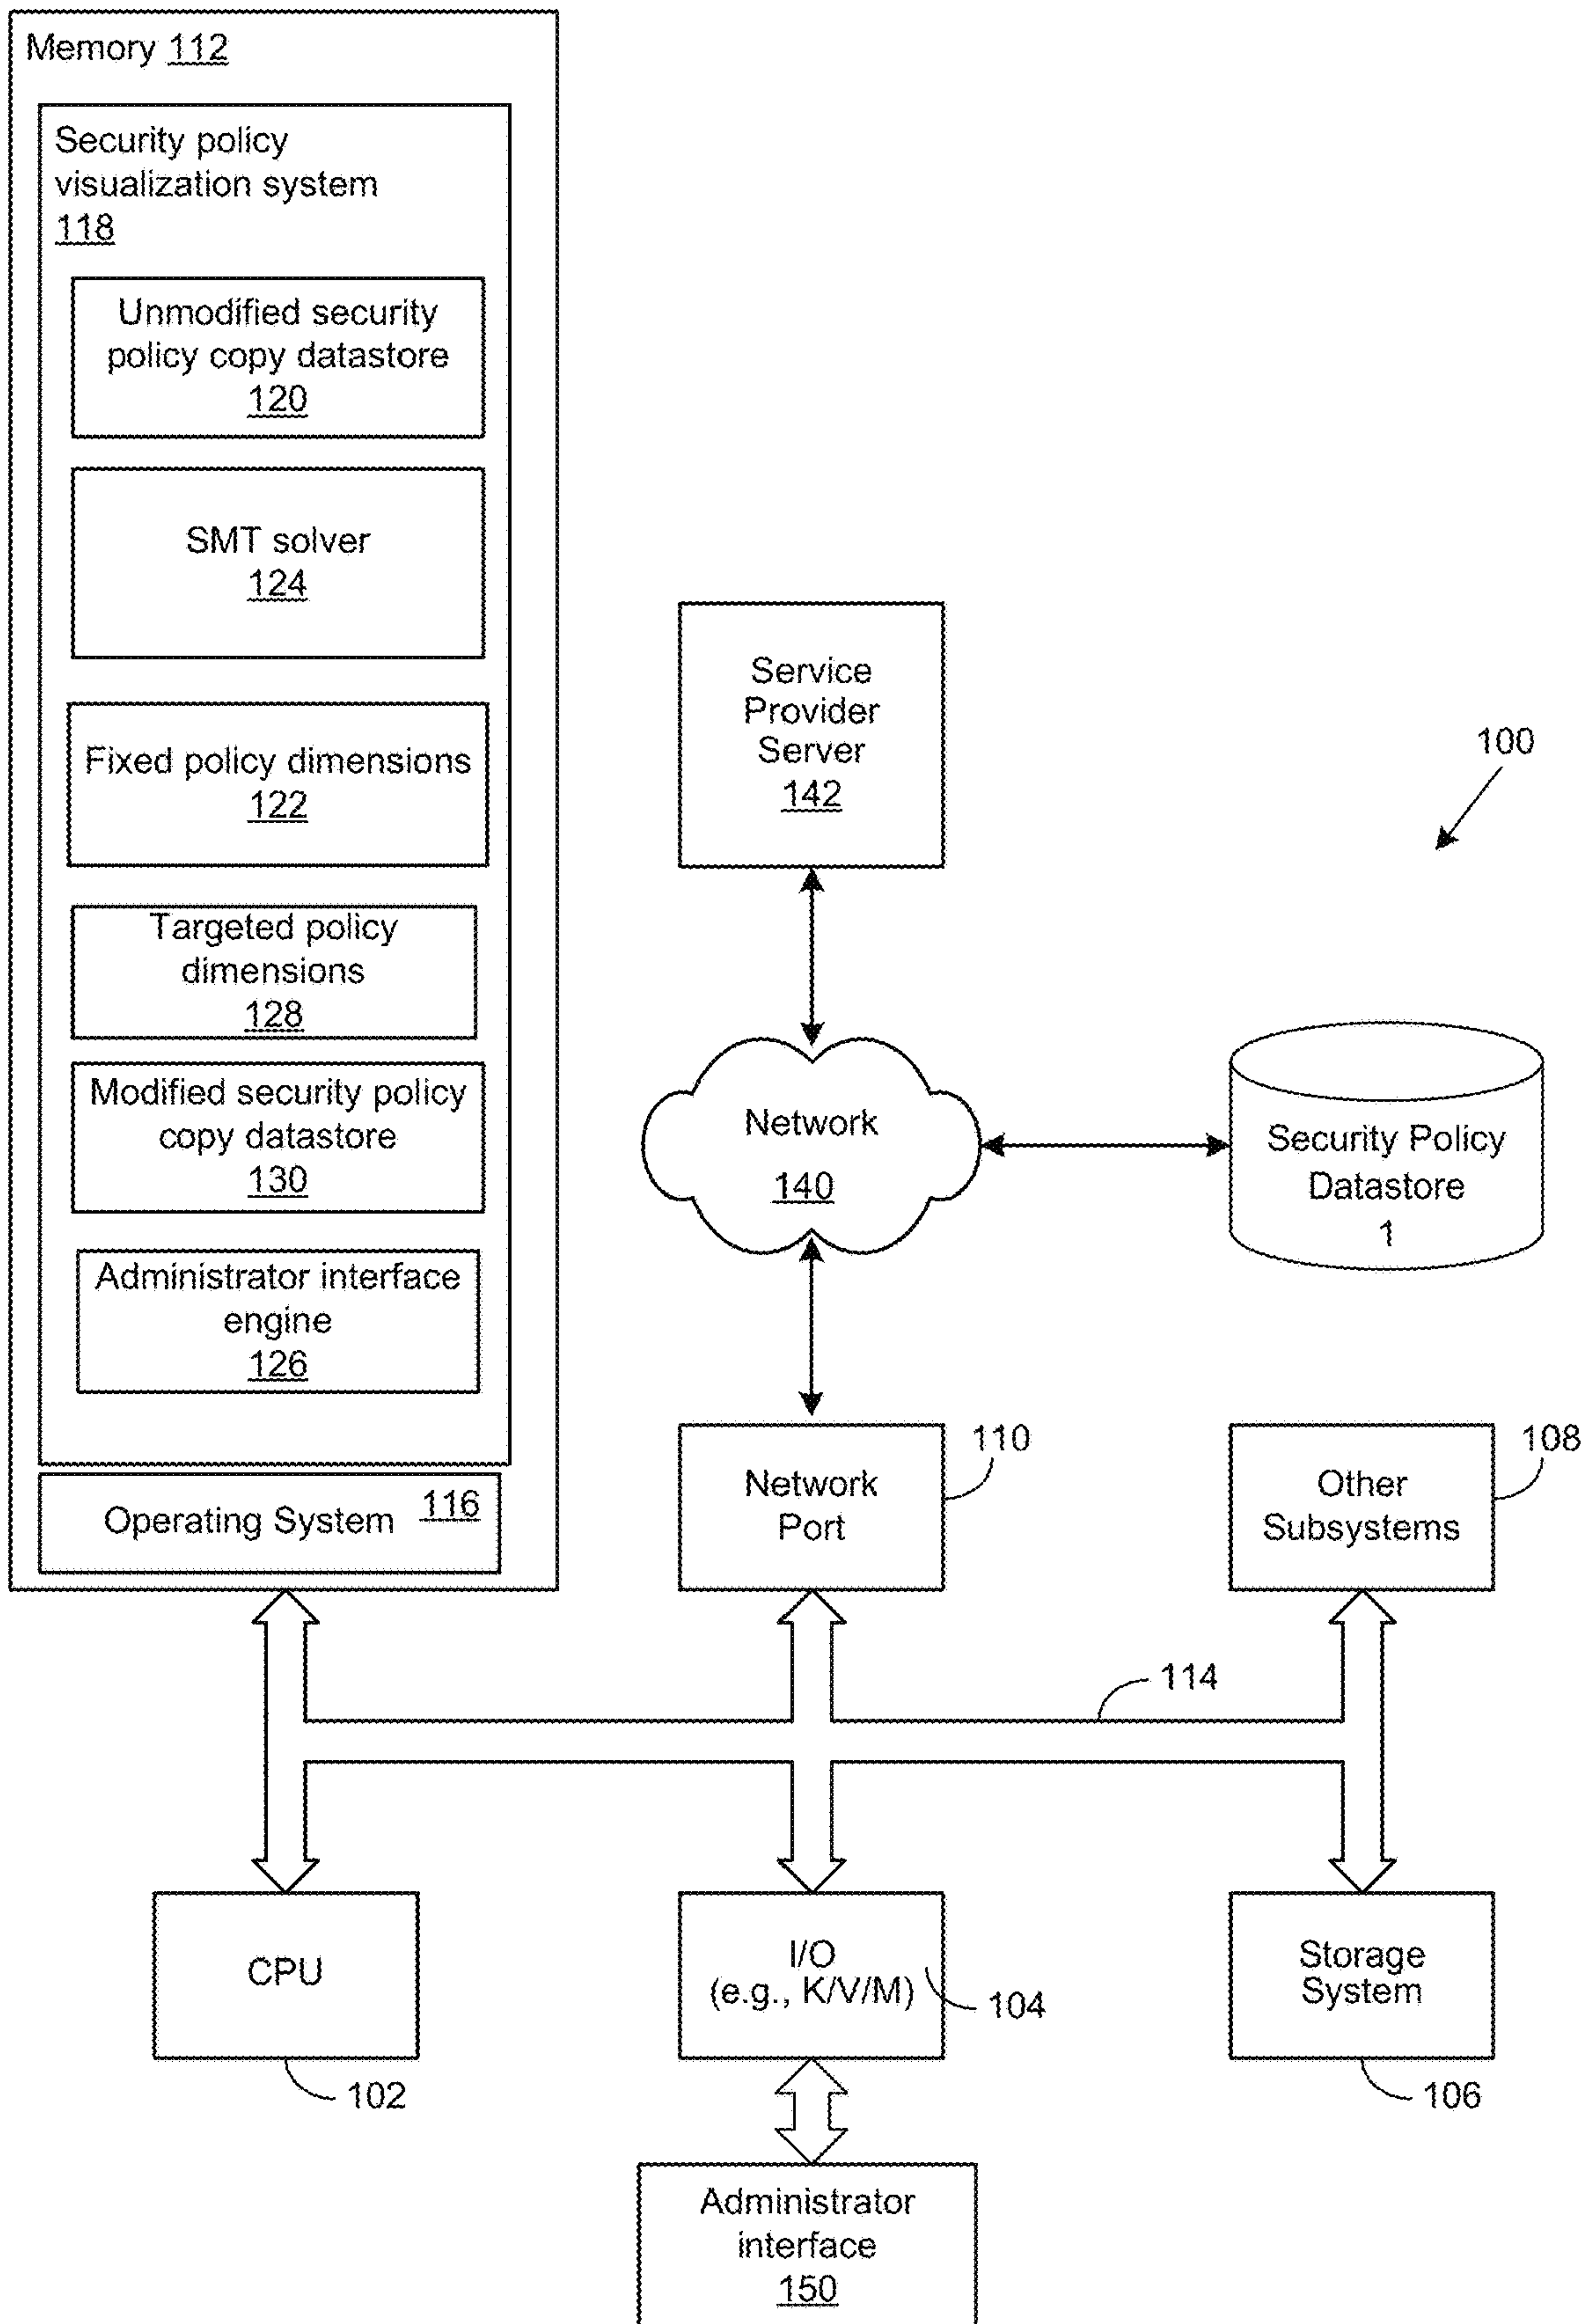 Memory 112
Security policy
visualization system
118
Unmodified security
policy copy datastore
120
SMT solver
124
Fixed policy dimensions
122
Targeted policy
dimensions
128
Modified security policy
copy datastore
130
Administrator interface
engine
126
Operating System 116
Service
Provider
Server
142
100
Network
140
Security Policy
Datastore
1
Network
Port
110
Other
Subsystems
108
114
CPU
102
I/O
(e.g., K/V/M)
104
Storage
System
106
Administrator
interface
150